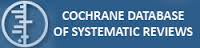 COCHRANE DATABASE
OF SYSTEMATIC REVIEWS